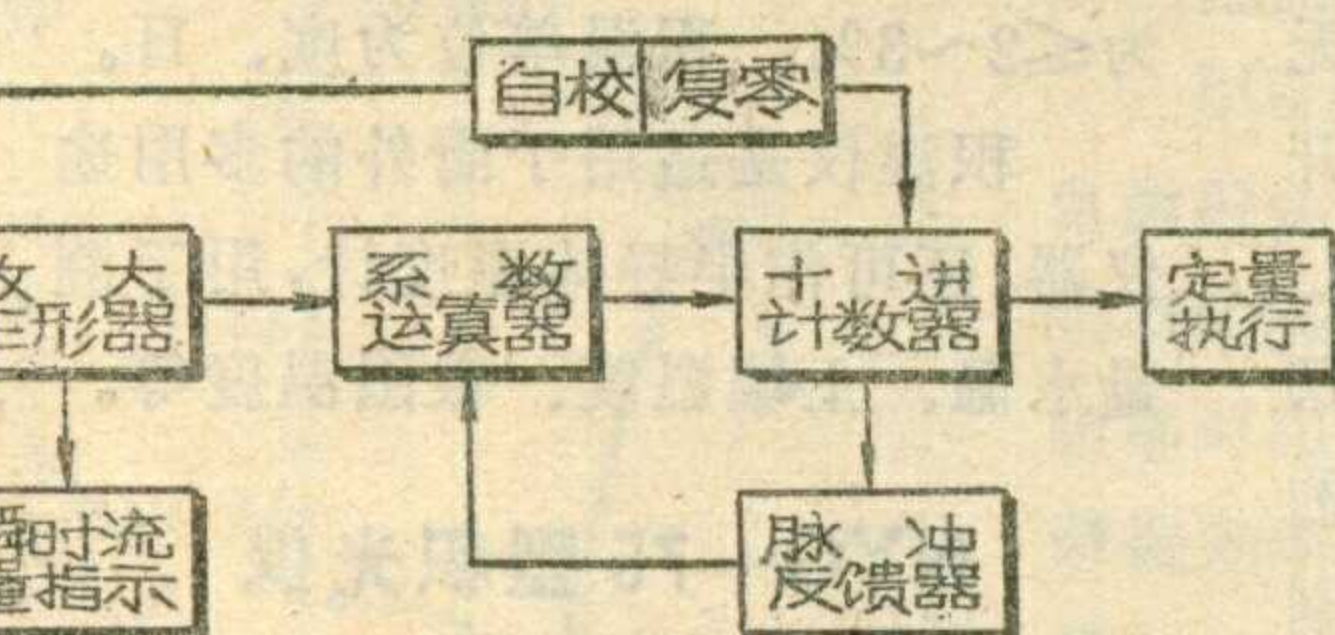 自校 复零
大
形器
系 数
运算器
十 进
计数器
定量
执行
时流
量指示
脉 冲
反馈器